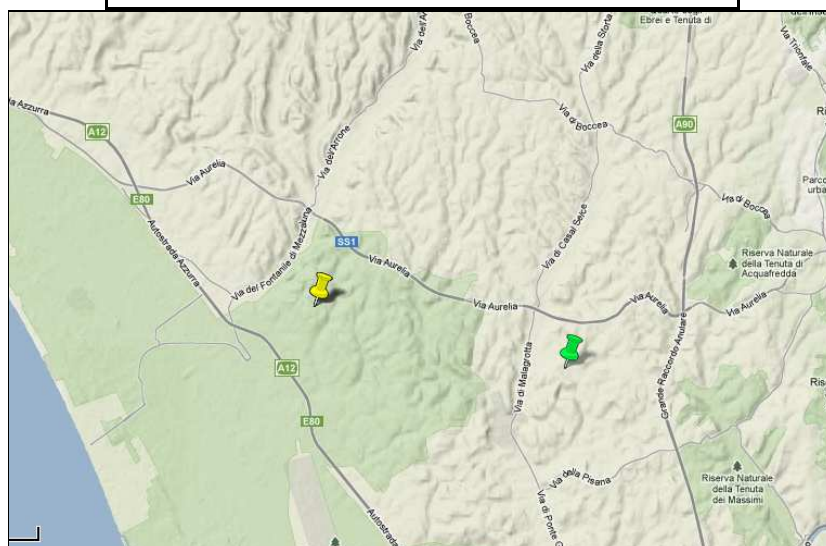 Ebrei e Tenuta di
Via Trionfale
Via dell'Ar
Boccea
Via della Storta
da Azzurra
A12
Via di Boccea
A90
Via dell'Arrone
Via Aurelia
E80
Parco
urba
Via di Boccea
Autostrada Azzurra
Via del Fontanile di Mezzaluna
SS1
Via Aurelia
Via di Casal Selce
Riserva Naturale
della Tenuta di
Acquafredda
Via Aurelia
Via Aurelia
Via Aurelia
Grande Raccordo Anulare
A12
Via di Malagrotta
E80
Via della Pisana
Riserva Naturale
della Tenuta
dei Massimi
Autostrada
Via di Ponte G